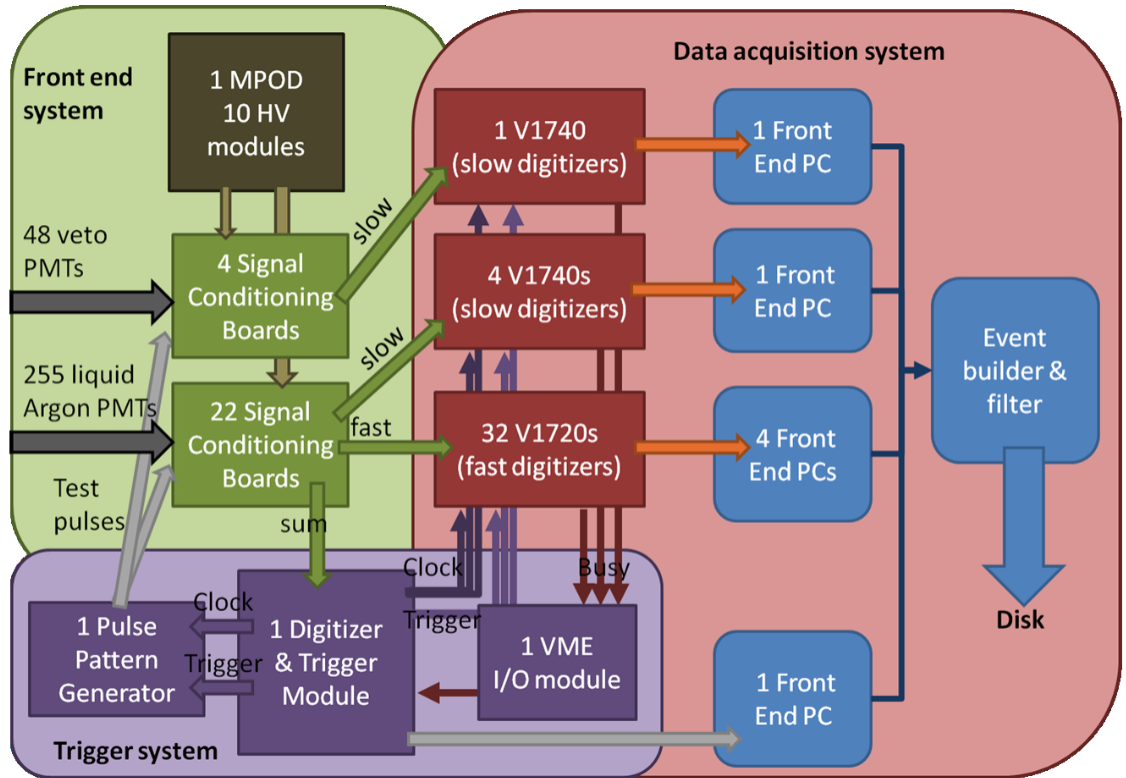 Front end
system
1 MPOD
10 HV
modules
48 veto
PMTs
4 Signal
Conditioning
Boards
255 liquid
Argon PMTs
22 Signal
Conditioning
Boards
Test
pulses
slow
slow
fast
sum
Data acquisition system
1 V1740
(slow digitizers)
1 Front
End PC
4 V1740s
(slow digitizers)
1 Front
End PC
32 V1720s
(fast digitizers)
4 Front
End PCs
Event
builder &
filter
Disk
1 Front
End PC
Clock
Trigger
Busy
Clock
Trigger
1 Pulse
Pattern
Generator
1 Digitizer
& Trigger
Module
1 VME
I/O module
Trigger system